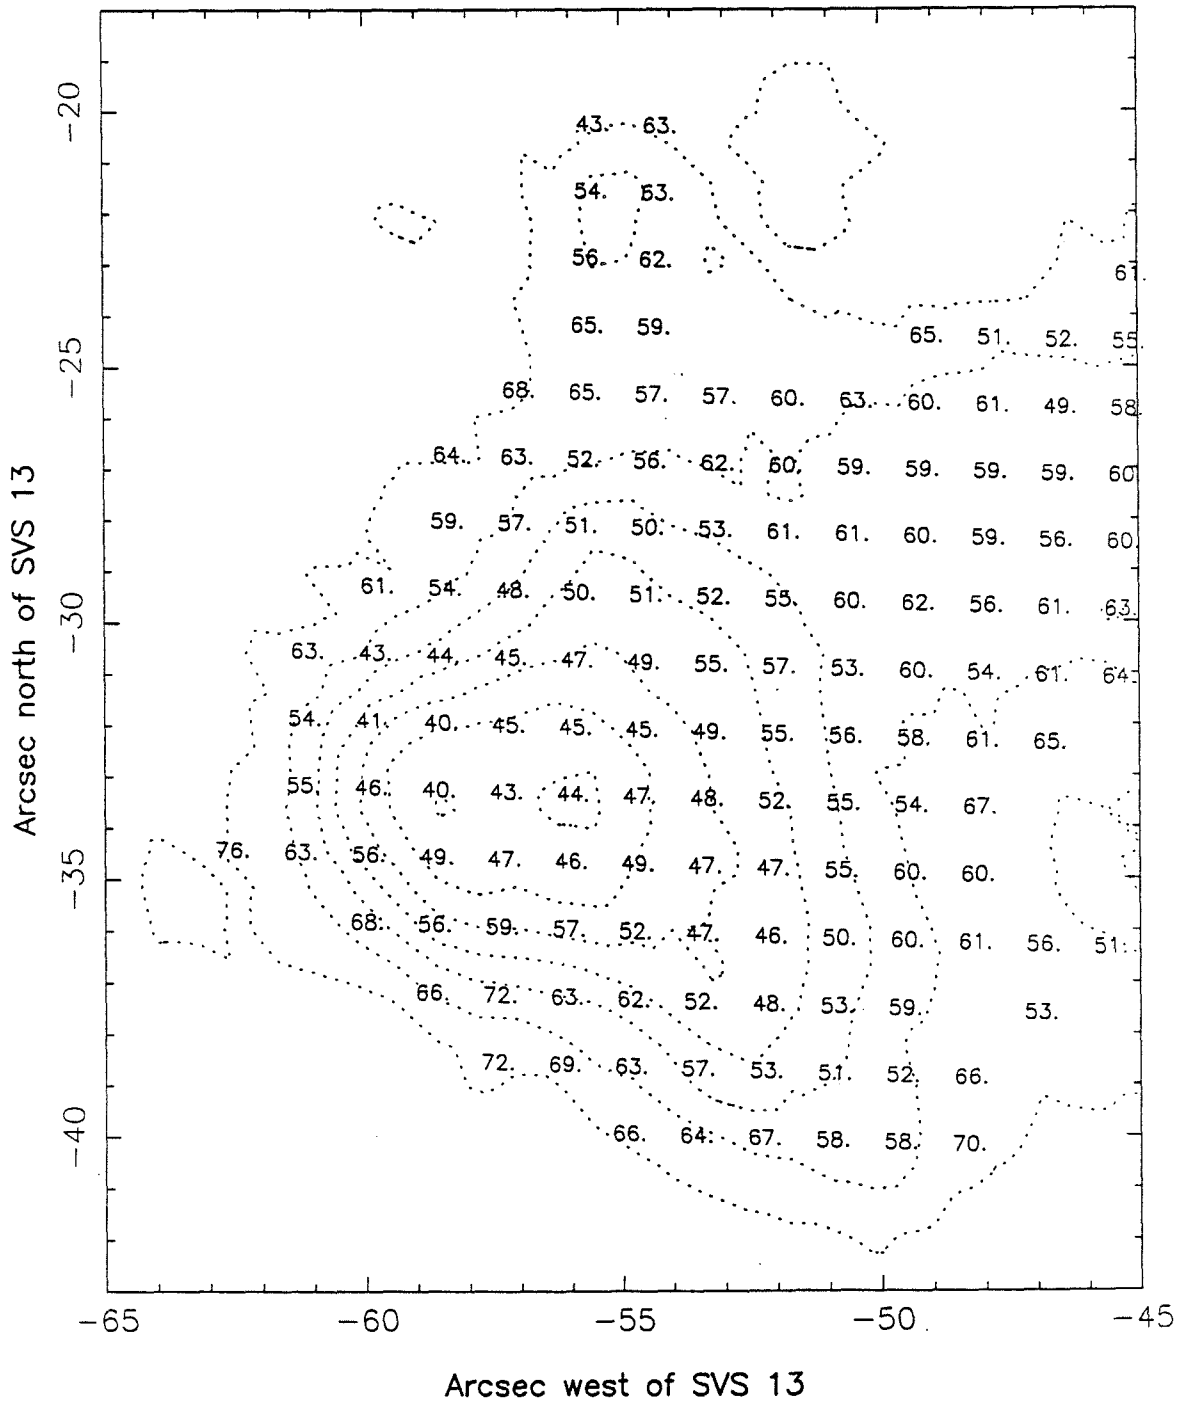 −20
43. 63.
54. 63.
56. 62.
61.
65. 59.
65. 51. 52. 55
−25
68. 65. 57. 57. 60. 63. 60. 61. 49. 58
64. 63. 52. 56. 62. 60. 59. 59. 59. 59. 60
59. 57. 51. 50. 53. 61. 61. 60. 59. 56. 60.
61. 54. 48. 50. 51. 52. 55. 60. 62. 56. 61. 63.
−30
63. 43. 44. 45. 47. 49. 55. 57. 53. 60. 54. 61. 64.
54. 41. 40. 45. 45. 45. 49. 55. 56. 58. 61. 65.
55. 46. 40. 43. 44. 47. 48. 52. 55. 54. 67.
76. 63. 56. 49. 47. 46. 49. 47. 47. 55. 60. 60.
−35
68. 56. 59. 57. 52. 47. 46. 50. 60. 61. 56. 51.
66. 72. 63. 62. 52. 48. 53. 59. 53.
72. 69. 63. 57. 53. 51. 52. 66.
66. 64. 67. 58. 58. 70.
−40
−65 −60 −55 −50 −45
Arcsec west of SVS 13
Arcsec north of SVS 13